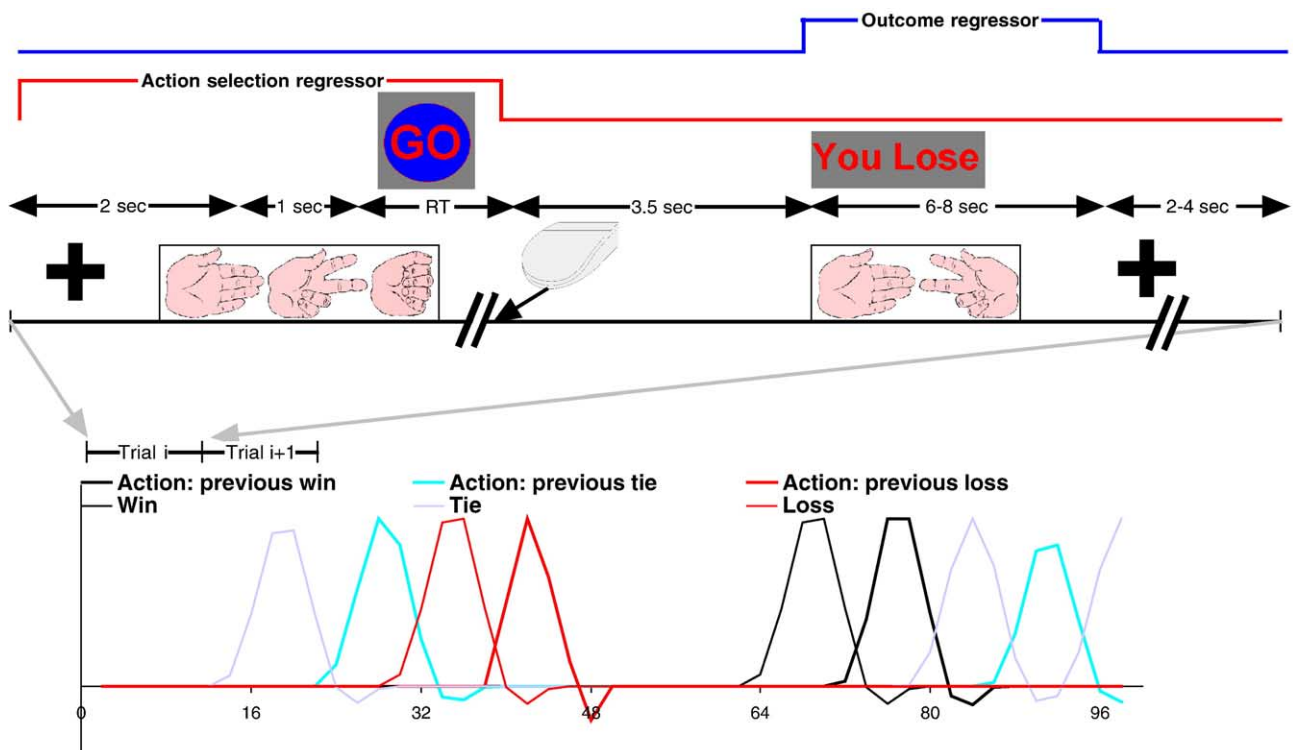 Outcome regressor
Action selection regressor
GO
You Lose
2 sec 1 sec RT 3.5 sec 6-8 sec 2-4 sec
Trial i Trial i+1
Action: previous win Action: previous tie Action: previous loss
Win Tie Loss
0 16 32 48 64 80 96